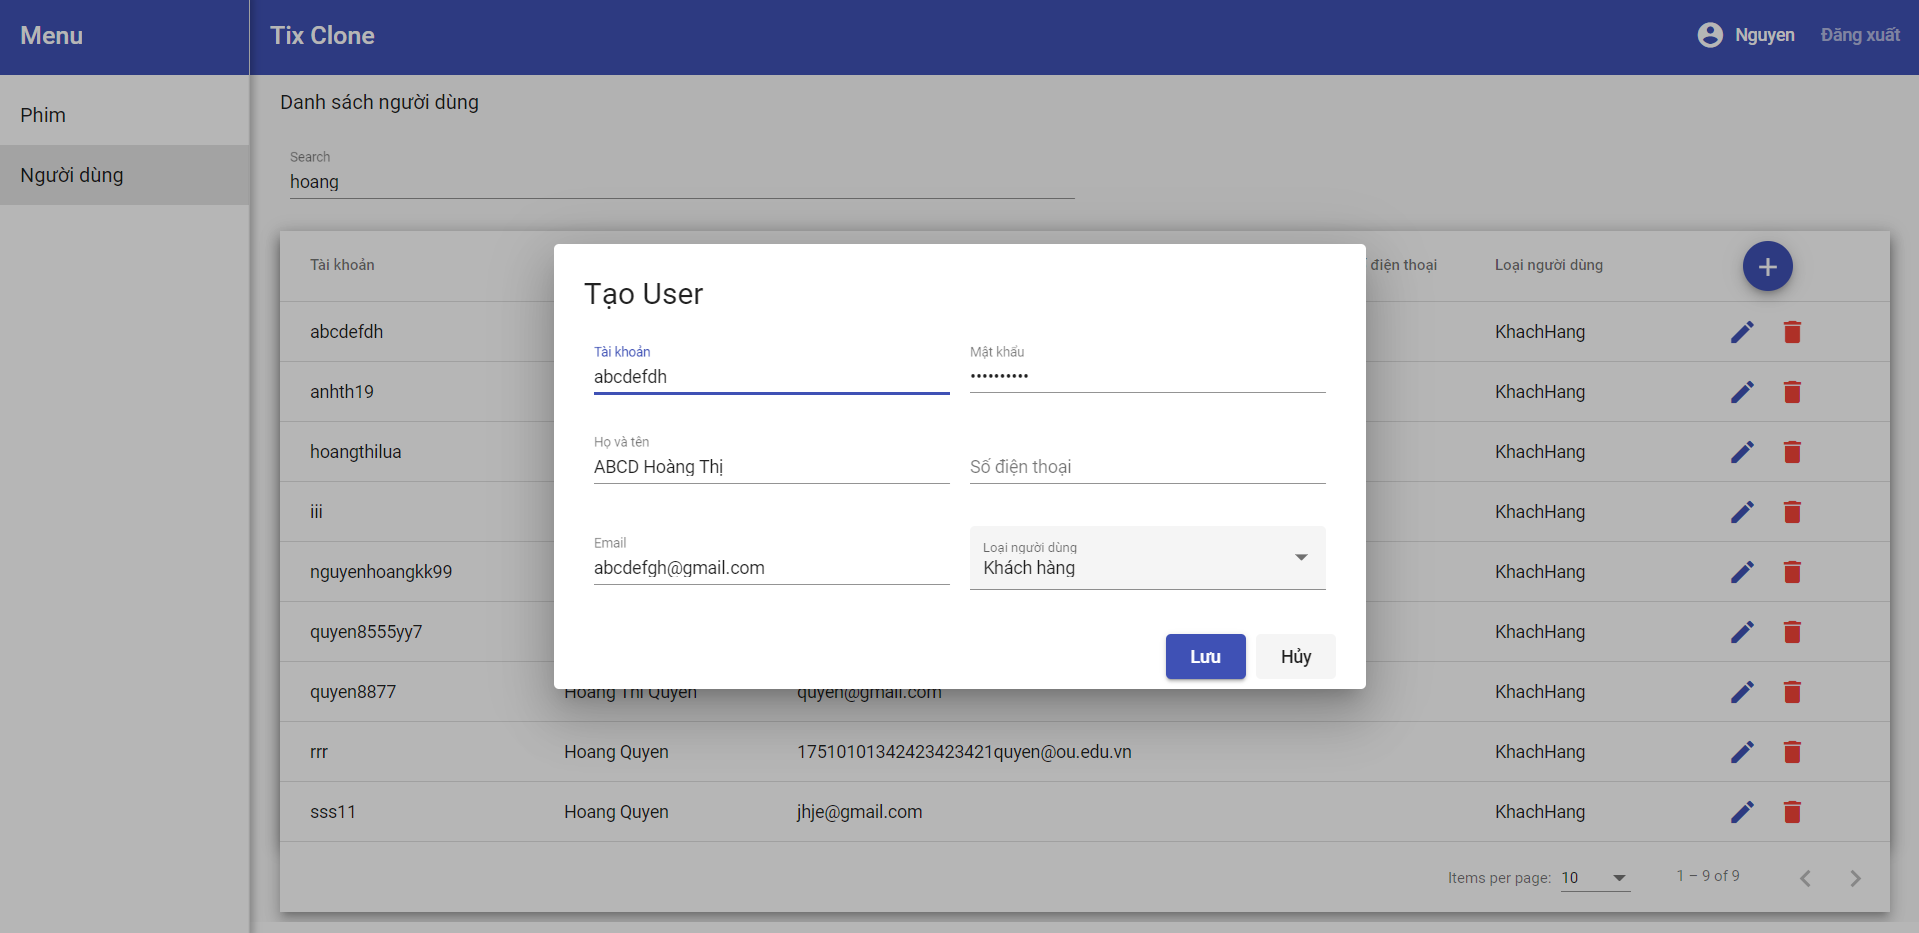 Menu
Tix Clone
Nguyen
Đăng xuất
Phim
Người dùng
Danh sách người dùng
Search
hoang
Tài khoản
điện thoại
Loại người dùng
abcdefdh
KhachHang
anhth19
KhachHang
hoangthilua
KhachHang
iii
KhachHang
nguyenhoangkk99
KhachHang
quyen8555yy7
KhachHang
quyen8877
Hoang Thi Quyen
quyen@gmail.com
KhachHang
rrr
Hoang Quyen
17510101342423423421quyen@ou.edu.vn
KhachHang
sss11
Hoang Quyen
jhje@gmail.com
KhachHang
Items per page:
10
1 – 9 of 9
Tạo User
Tài khoản
abcdefdh
Mật khẩu
••••••••••
Họ và tên
ABCD Hoàng Thị
Số điện thoại
Email
abcdefgh@gmail.com
Loại người dùng
Khách hàng
Lưu
Hủy